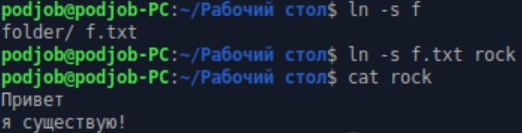 podjob@podjob-PC:~/Рабочий стол$ ln -s f
folder/ f.txt
podjob@podjob-PC:~/Рабочий стол$ ln -s f.txt rock
podjob@podjob-PC:~/Рабочий стол$ cat rock
Привет
я существую!